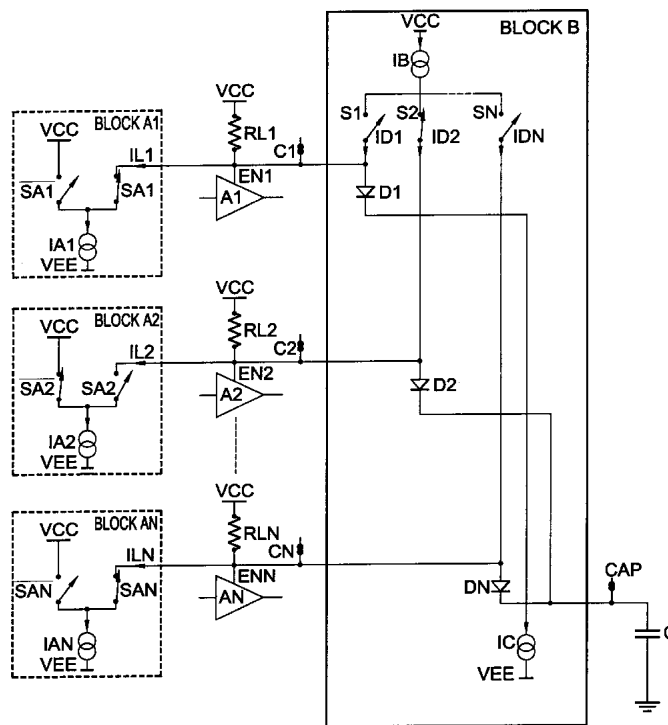 BLOCK B
VCC
IB
S1 S2 SN
ID1 ID2 IDN
VCC
RL1
C1
BLOCK A1
VCC
IL1
SA1 SA1
EN1
A1
D1
IA1
VEE
VCC
RL2
C2
BLOCK A2
VCC
IL2
SA2 SA2
EN2
A2
D2
IA2
VEE
VCC
RLN
CN
BLOCK AN
VCC
ILN
SAN SAN
ENN
AN
DN
CAP
IAN
VEE
IC
VEE